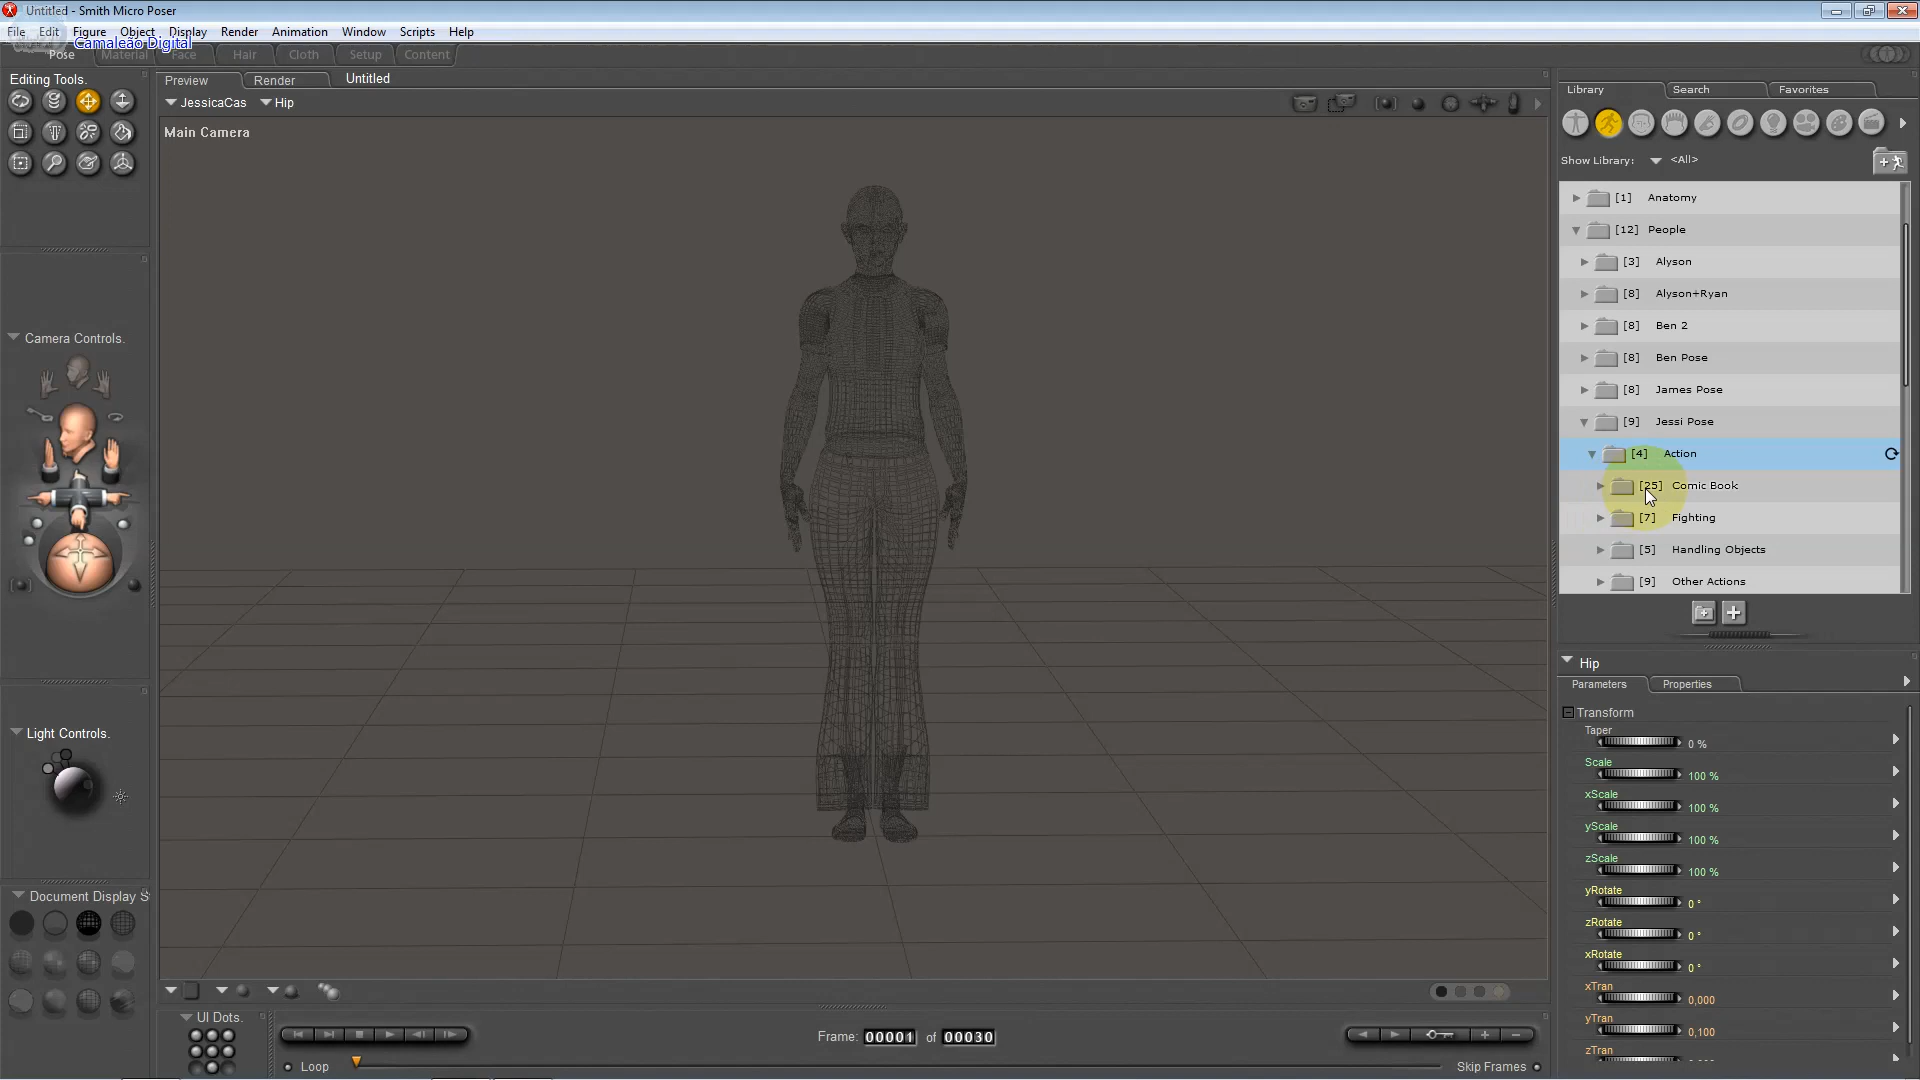 Untitled - Smith Micro Poser
File Edit Figure Object Display Render Animation Window Scripts Help
Camaleão Digital
Pose Material Face Hair Cloth Setup Content
Editing Tools.
Preview Render Untitled
JessicaCas Hip
Main Camera
Camera Controls.
Light Controls.
Document Display S
UI Dots.
Frame: 00001 of 00030
Loop
Skip Frames
Library Search Favorites
Show Library: <All>
[1] Anatomy
[12] People
[3] Alyson
[8] Alyson+Ryan
[8] Ben 2
[8] Ben Pose
[8] James Pose
[9] Jessi Pose
[4] Action
[25] Comic Book
[7] Fighting
[5] Handling Objects
[9] Other Actions
Hip
Parameters Properties
Transform
Taper
0 %
Scale
100 %
xScale
100 %
yScale
100 %
zScale
100 %
yRotate
0 °
zRotate
0 °
xRotate
0 °
xTran
0,000
yTran
0,100
zTran